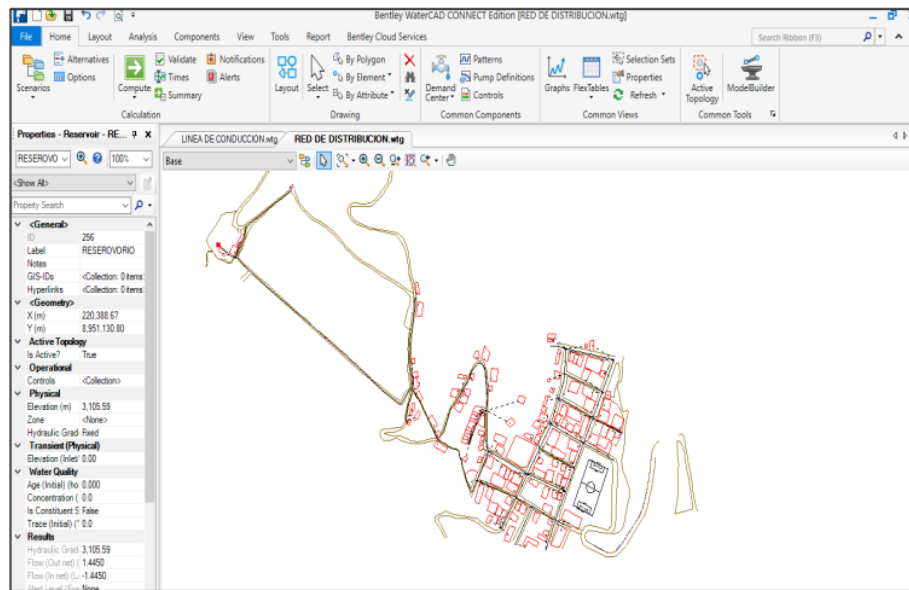 Bentley WaterCAD CONNECT Edition [RED DE DISTRIBUCION.wtg]
File Home Layout Analysis Components View Tools Report Bentley Cloud Services Search Ribbon (F3)
Scenarios
Alternatives
Options
Compute
Validate
Times
Summary
Notifications
Alerts
Calculation
Layout
Select
By Polygon
By Element
By Attribute
Drawing
Demand Center
Patterns
Pump Definitions
Controls
Common Components
Graphs
FlexTables
Selection Sets
Properties
Refresh
Common Views
Active Topology
ModelBuilder
Common Tools
Properties - Reservoir - RE...
LINEA DE CONDUCCION.wtg
RED DE DISTRIBUCION.wtg
RESEROVO
100%
Base
<Show All>
Property Search
<General>
ID 256
Label RESEROVORIO
Notes
GIS-IDs <Collection: 0 items:
Hyperlinks <Collection: 0 items:
<Geometry>
X (m) 220,388.67
Y (m) 8,951,130.80
Active Topology
Is Active? True
Operational
Controls <Collection>
Physical
Elevation (m) 3,105.59
Zone <None>
Hydraulic Grad Fixed
Transient (Physical)
Elevation (Inlet/ 0.00
Water Quality
Age (Initial) (ho 0.000
Concentration ( 0.0
Is Constituent S False
Trace (Initial) (° 0.0
Results
Hydraulic Grad 3,105.59
Flow (Out net) ( 1.4450
Flow (In net) (L -1.4450
None